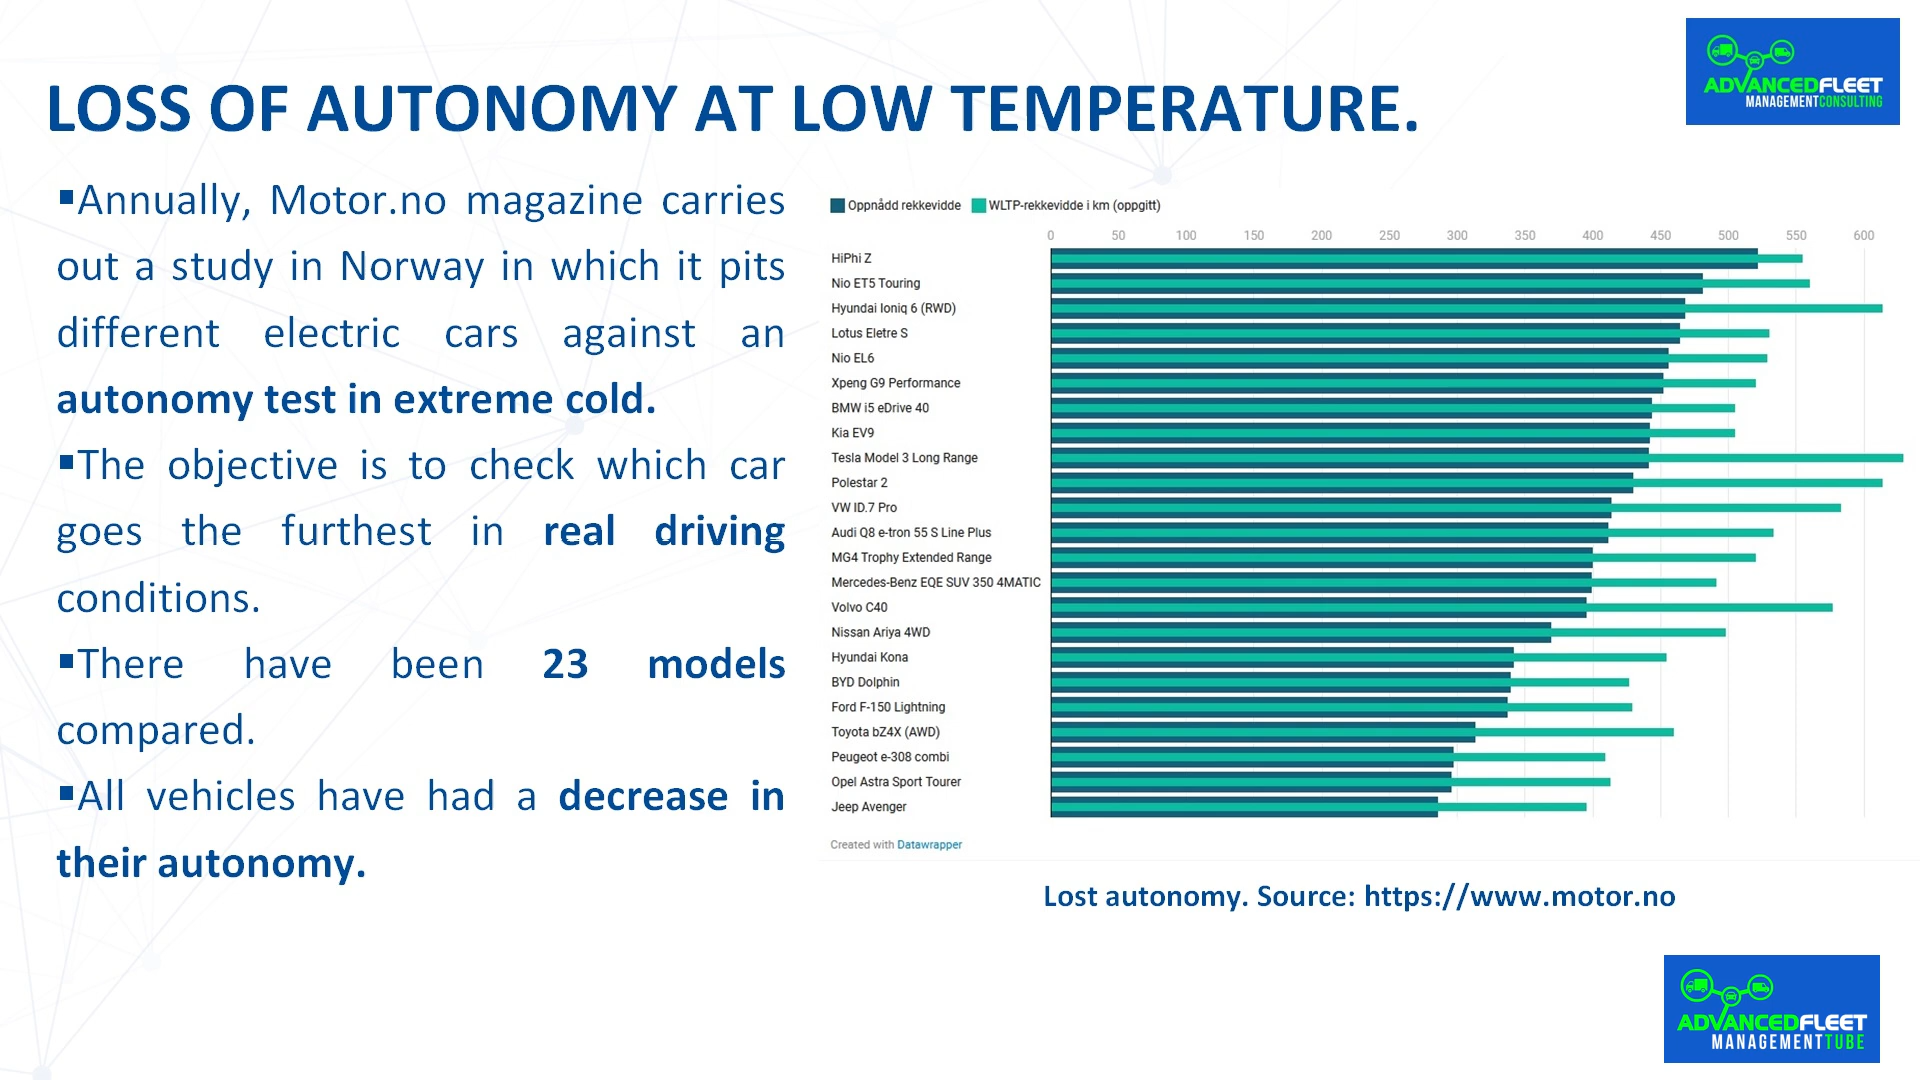 LOSS OF AUTONOMY AT LOW TEMPERATURE.
ADVANCEDFLEET
MANAGEMENTCONSULTING
▪Annually, Motor.no magazine carries
out a study in Norway in which it pits
different electric cars against an
autonomy test in extreme cold.
▪The objective is to check which car
goes the furthest in real driving
conditions.
▪There have been 23 models
compared.
▪All vehicles have had a decrease in
their autonomy.
Oppnådd rekkevidde WLTP-rekkevidde i km (oppgitt)
0 50 100 150 200 250 300 350 400 450 500 550 600
HiPhi Z
Nio ET5 Touring
Hyundai Ioniq 6 (RWD)
Lotus Eletre S
Nio EL6
Xpeng G9 Performance
BMW i5 eDrive 40
Kia EV9
Tesla Model 3 Long Range
Polestar 2
VW ID.7 Pro
Audi Q8 e-tron 55 S Line Plus
MG4 Trophy Extended Range
Mercedes-Benz EQE SUV 350 4MATIC
Volvo C40
Nissan Ariya 4WD
Hyundai Kona
BYD Dolphin
Ford F-150 Lightning
Toyota bZ4X (AWD)
Peugeot e-308 combi
Opel Astra Sport Tourer
Jeep Avenger
Created with Datawrapper
Lost autonomy. Source: https://www.motor.no
ADVANCEDFLEET
MANAGEMENTTUBE